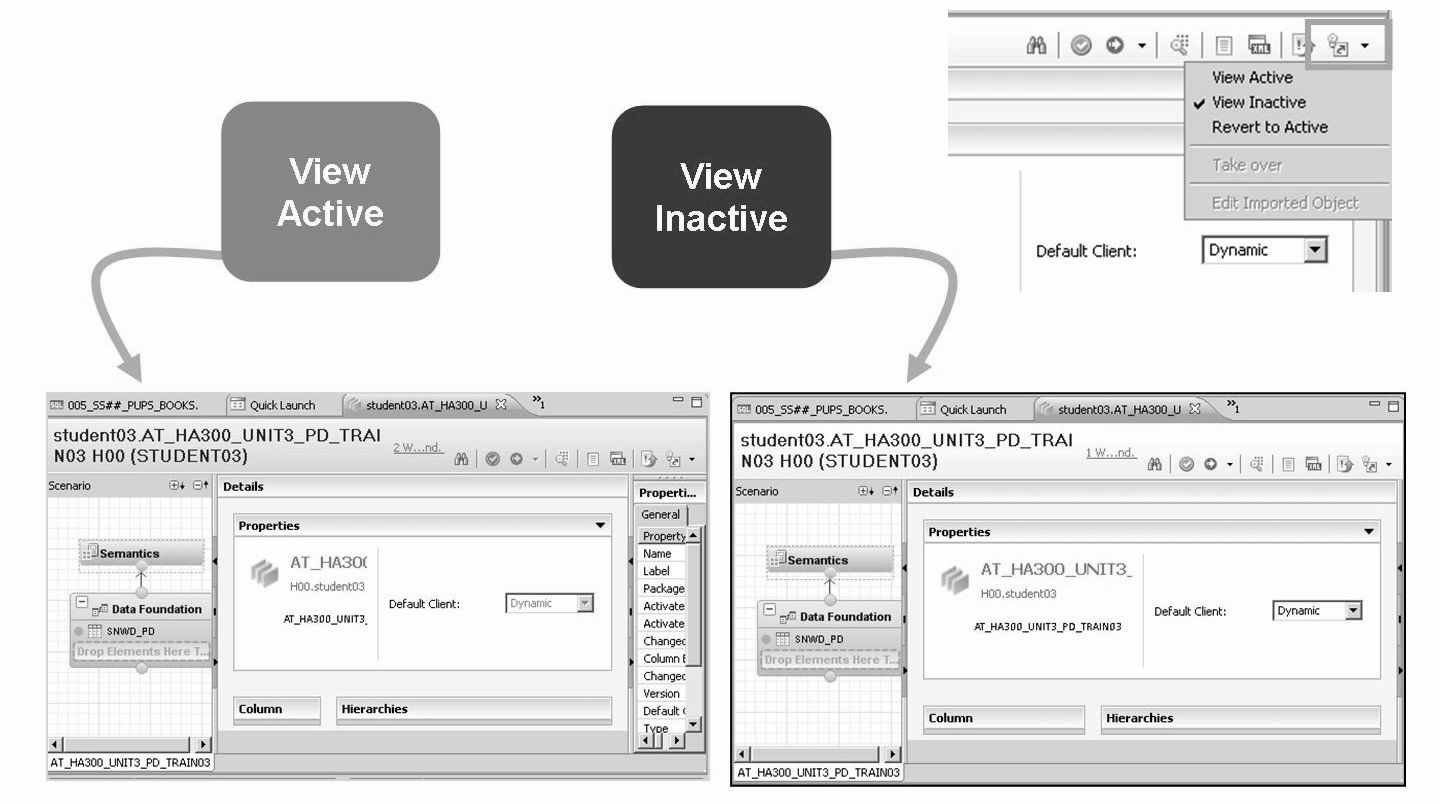 View Active
View Inactive
Revert to Active
Take over
Edit Imported Object
Default Client:
Dynamic
View
Active
View
Inactive
005_SS##_PUPS_BOOKS.
Quick Launch
student03.AT_HA300_U
»1
student03.AT_HA300_UNIT3_PD_TRAI
N03 H00 (STUDENT03)
2 W...nd.
Scenario
Details
Properties
Semantics
AT_HA300
H00.student03
AT_HA300_UNIT3_
Default Client:
Dynamic
Data Foundation
SNWD_PD
Drop Elements Here T...
Column
Hierarchies
AT_HA300_UNIT3_PD_TRAIN03
Properti...
General
Property
Name
Label
Package
Activate
Activate
Changed
Column E
Changed
Version
Default C
Type
005_SS##_PUPS_BOOKS.
Quick Launch
student03.AT_HA300_U
»1
student03.AT_HA300_UNIT3_PD_TRAI
N03 H00 (STUDENT03)
1 W...nd.
Scenario
Details
Properties
Semantics
AT_HA300_UNIT3_
H00.student03
AT_HA300_UNIT3_PD_TRAIN03
Default Client:
Dynamic
Data Foundation
SNWD_PD
Drop Elements Here T...
Column
Hierarchies
AT_HA300_UNIT3_PD_TRAIN03